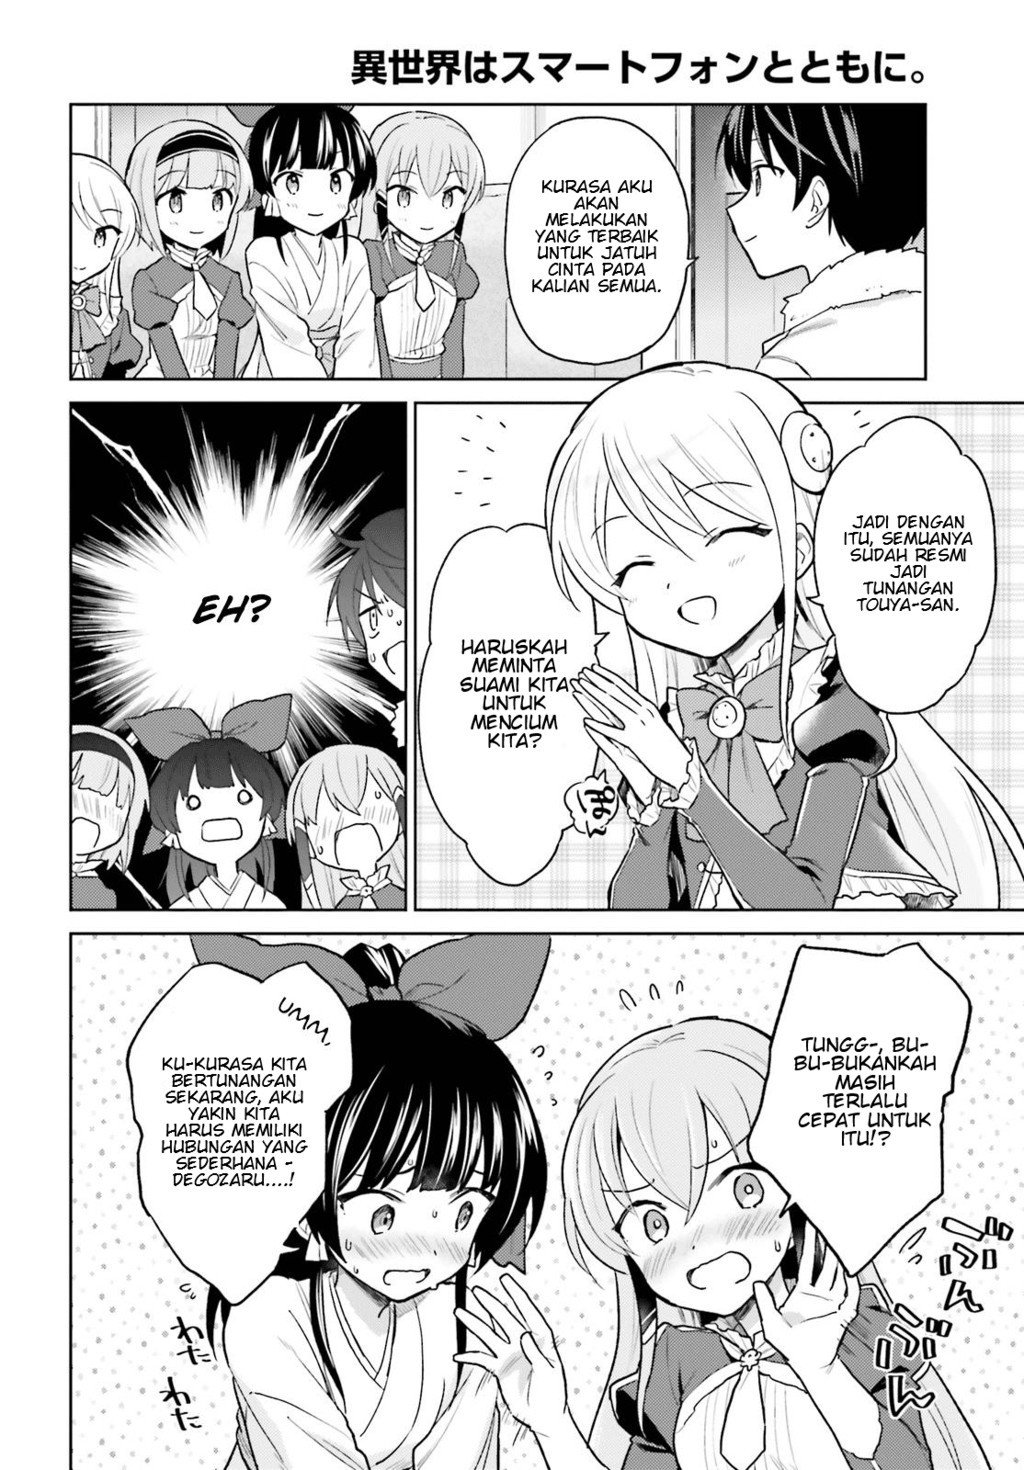 異世界はスマートフォンとともに。
KURASA AKU
AKAN
MELAKUKAN
YANG TERBAIK
UNTUK JATUH
CINTA PADA
KALIAN SEMUA.
JADI DENGAN
ITU, SEMUANYA
SUDAH RESMI
JADI
TUNANGAN
TOUYA-SAN.
HARUSKAH
MEMINTA
SUAMI KITA
UNTUK
MENCIUM
KITA?
EH?
TUNGG-, BU-
BU-BUKANKAH
MASIH
TERLALU
CEPAT UNTUK
ITU!?
UMM,
KU-KURASA KITA
BERTUNANGAN
SEKARANG, AKU
YAKIN KITA
HARUS MEMILIKI
HUBUNGAN YANG
SEDERHANA -
DEGOZARU....!
ぶんぶん
わた
わた